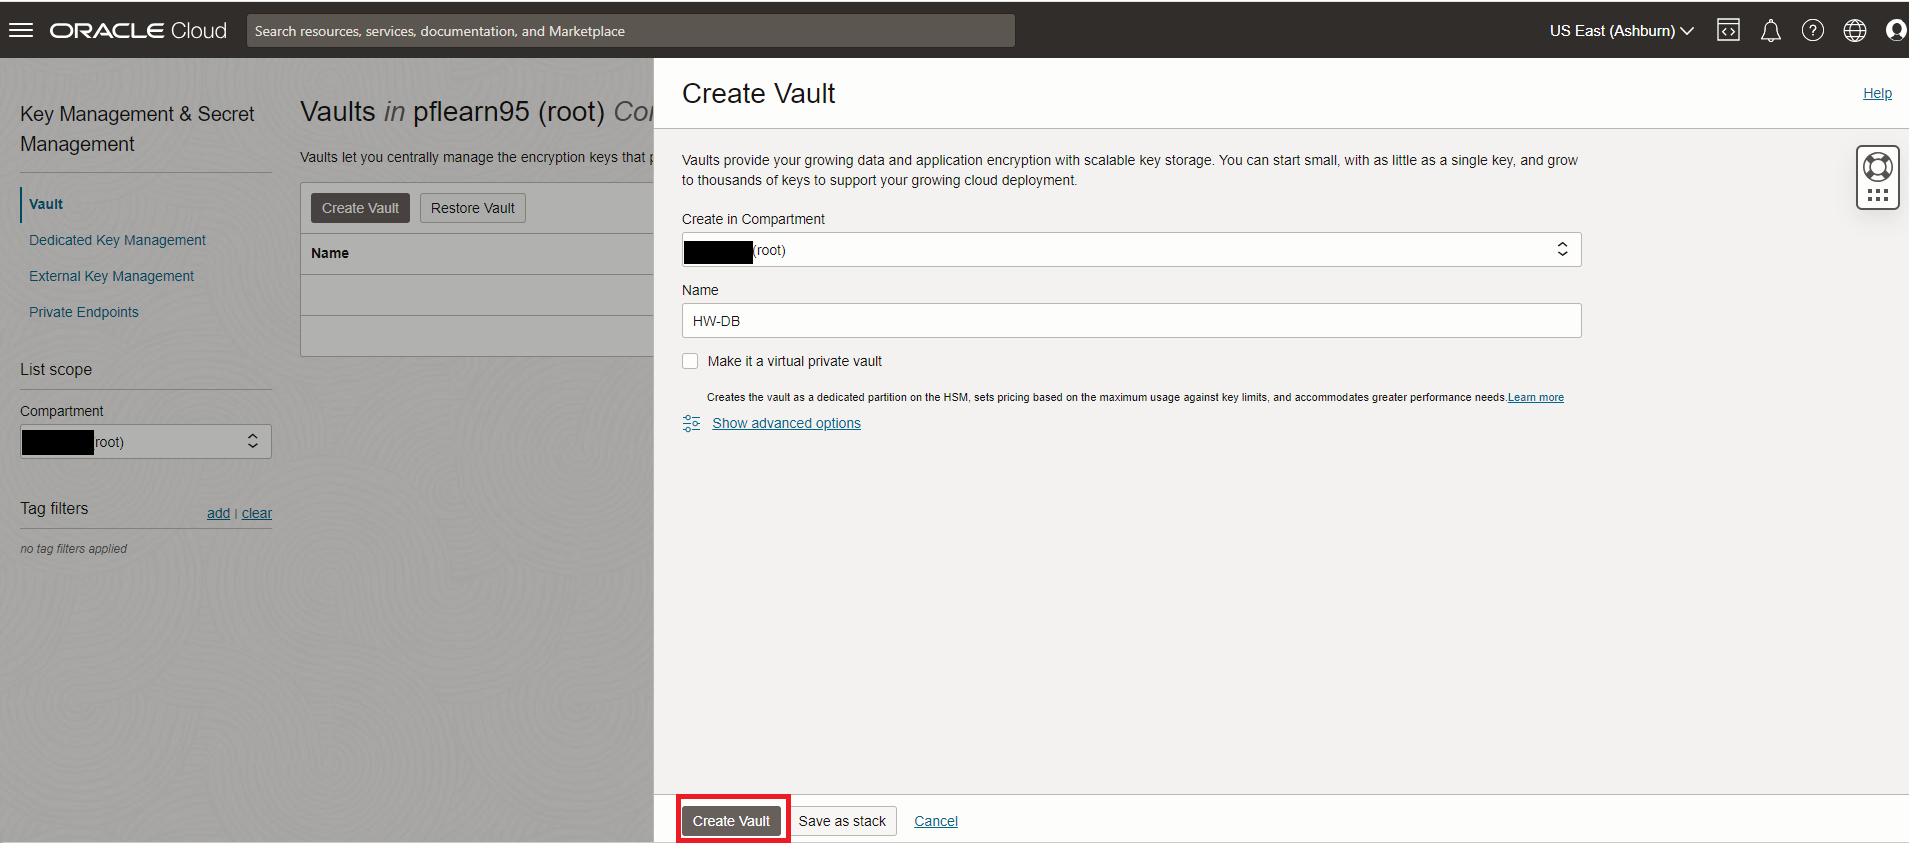 ORACLE Cloud
Search resources, services, documentation, and Marketplace
US East (Ashburn)
Key Management & Secret
Management
Vault
Dedicated Key Management
External Key Management
Private Endpoints
List scope
Compartment
root)
Tag filters
add | clear
no tag filters applied
Vaults in pflearn95 (root)
Vaults let you centrally manage the encryption keys that
Create Vault
Restore Vault
Name
Create Vault
Help
Vaults provide your growing data and application encryption with scalable key storage. You can start small, with as little as a single key, and grow
to thousands of keys to support your growing cloud deployment.
Create in Compartment
(root)
Name
HW-DB
Make it a virtual private vault
Creates the vault as a dedicated partition on the HSM, sets pricing based on the maximum usage against key limits, and accommodates greater performance needs.Learn more
Show advanced options
Create Vault
Save as stack
Cancel